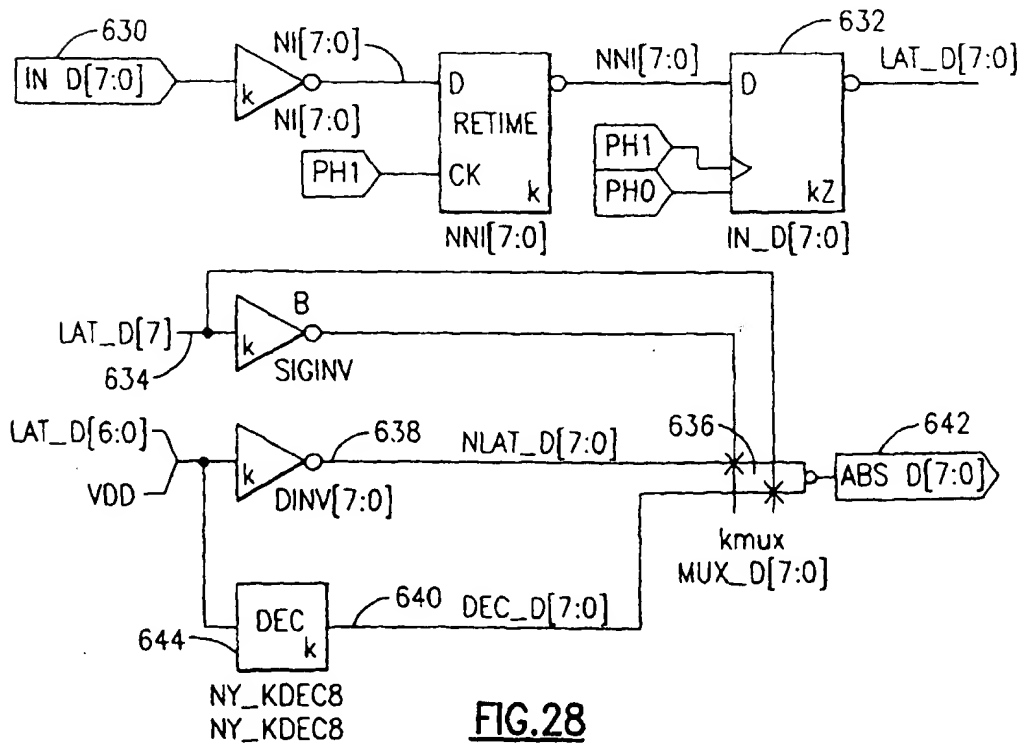 630
IN D[7:0]
k
NI[7:0]
NI[7:0]
PH1
D
RETIME
CK
k
NNI[7:0]
NNI[7:0]
632
D
PH1
PH0
kZ
IN_D[7:0]
LAT_D[7:0]
LAT_D[7]
634
B
k
SIGINV
LAT_D[6:0]
VDD
k
638
DINV[7:0]
NLAT_D[7:0]
636
642
ABS D[7:0]
kmux
MUX_D[7:0]
DEC
k
644
640
DEC_D[7:0]
NY_KDEC8
NY_KDEC8
FIG.28